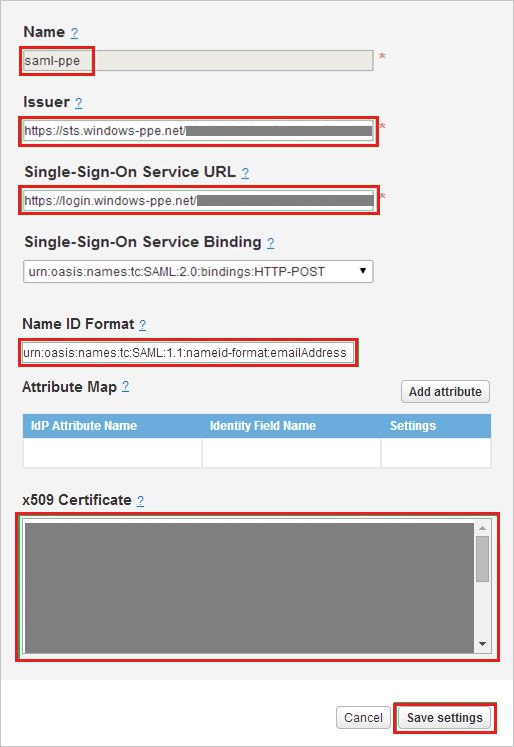 Name ?
saml-ppe *
Issuer ?
https://sts.windows-ppe.net/ *
Single-Sign-On Service URL ?
https://login.windows-ppe.net/ *
Single-Sign-On Service Binding ?
urn:oasis:names:tc:SAML:2.0:bindings:HTTP-POST
Name ID Format ?
urn:oasis:names:tc:SAML:1.1:nameid-format:emailAddress
Attribute Map ? Add attribute
IdP Attribute Name Identity Field Name Settings
x509 Certificate ?
Cancel Save settings